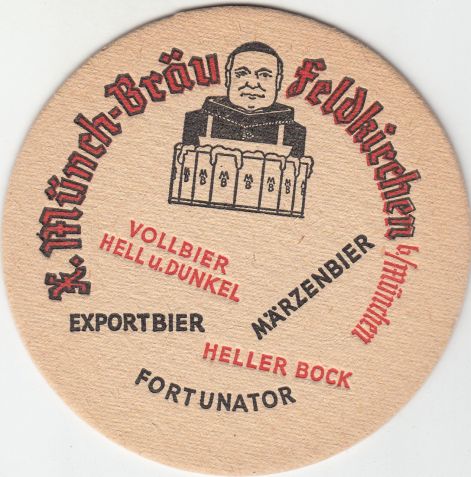 K. Münch-Bräu Feldkirchen b/münchen
M B M B M B M B M B
VOLLBIER
HELL u. DUNKEL
EXPORTBIER
MÄRZENBIER
HELLER BOCK
FORTUNATOR